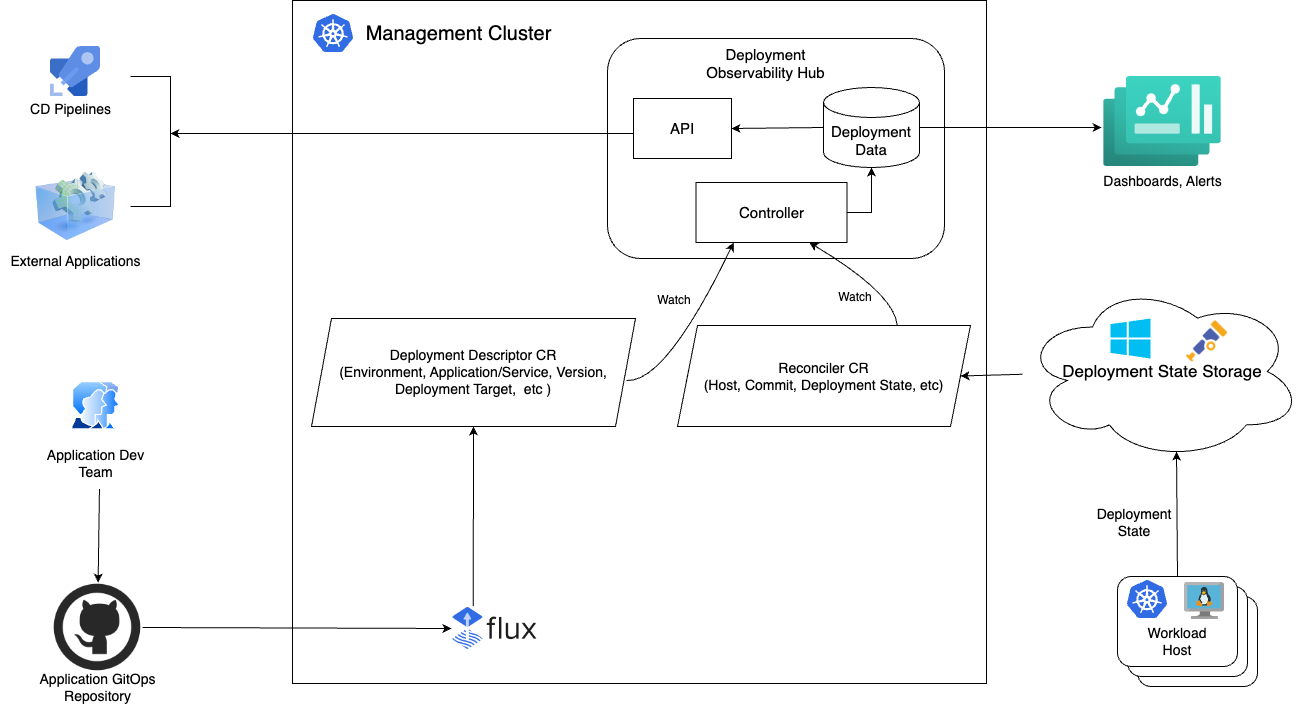 Management Cluster
Deployment
Observability Hub
CD Pipelines
API
Deployment
Data
Dashboards, Alerts
Controller
External Applications
Watch
Watch
Deployment Descriptor CR
(Environment, Application/Service, Version,
Deployment Target, etc )
Reconciler CR
(Host, Commit, Deployment State, etc)
Deployment State Storage
Application Dev
Team
Deployment
State
flux
Workload
Host
Application GitOps
Repository